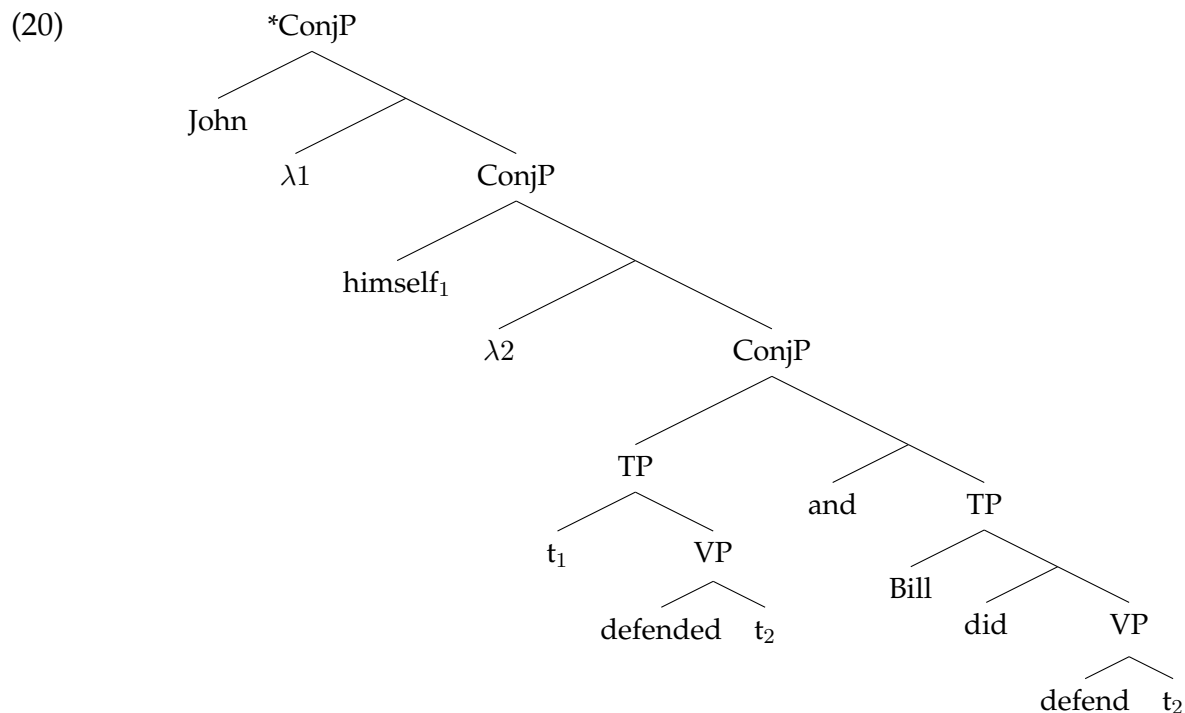 (20) *ConjP
John
λ1 ConjP
himself₁
λ2 ConjP
TP
and TP
t₁ VP
Bill
defended t₂ did VP
defend t₂